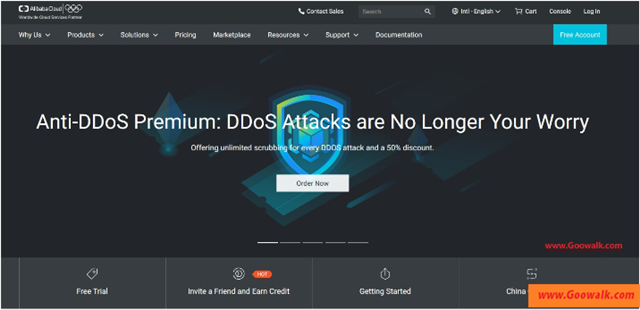 Alibaba Cloud
Worldwide Cloud Services Partner
Contact Sales
Search
Intl - English
Cart
Console
Log In
Why Us
Products
Solutions
Pricing
Marketplace
Resources
Support
Documentation
Free Account
Anti-DDoS Premium: DDoS Attacks are No Longer Your Worry
Offering unlimited scrubbing for every DDOS attack and a 50% discount.
Order Now
www.Goowalk.com
HOT
Free Trial
Invite a Friend and Earn Credit
Getting Started
China
www.Goowalk.com